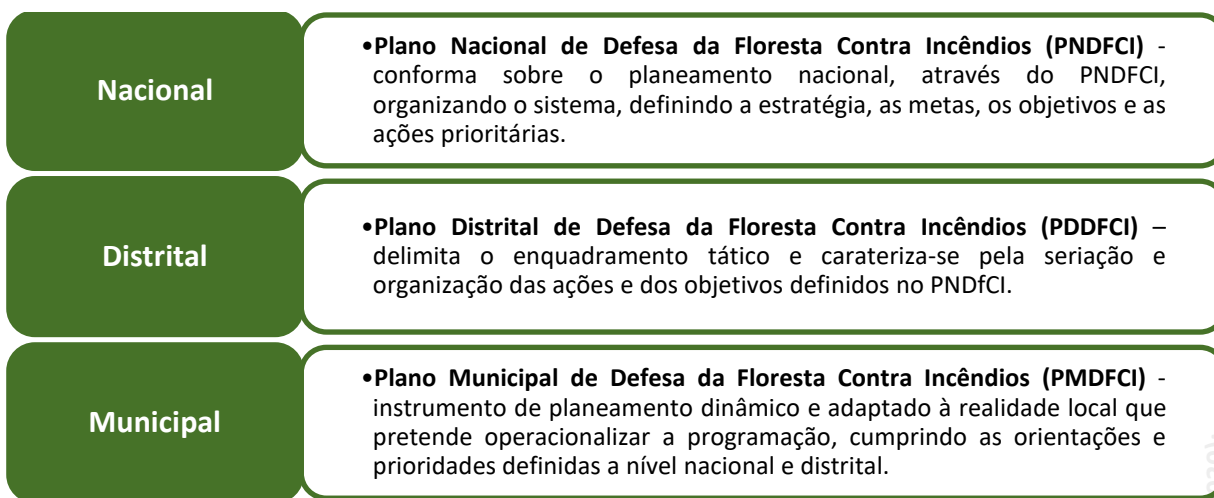 Nacional
•Plano Nacional de Defesa da Floresta Contra Incêndios (PNDFCI) -
conforma sobre o planeamento nacional, através do PNDFCI,
organizando o sistema, definindo a estratégia, as metas, os objetivos e as
ações prioritárias.
Distrital
•Plano Distrital de Defesa da Floresta Contra Incêndios (PDDFCI) –
delimita o enquadramento tático e carateriza-se pela seriação e
organização das ações e dos objetivos definidos no PNDfCI.
Municipal
•Plano Municipal de Defesa da Floresta Contra Incêndios (PMDFCI) -
instrumento de planeamento dinâmico e adaptado à realidade local que
pretende operacionalizar a programação, cumprindo as orientações e
prioridades definidas a nível nacional e distrital.